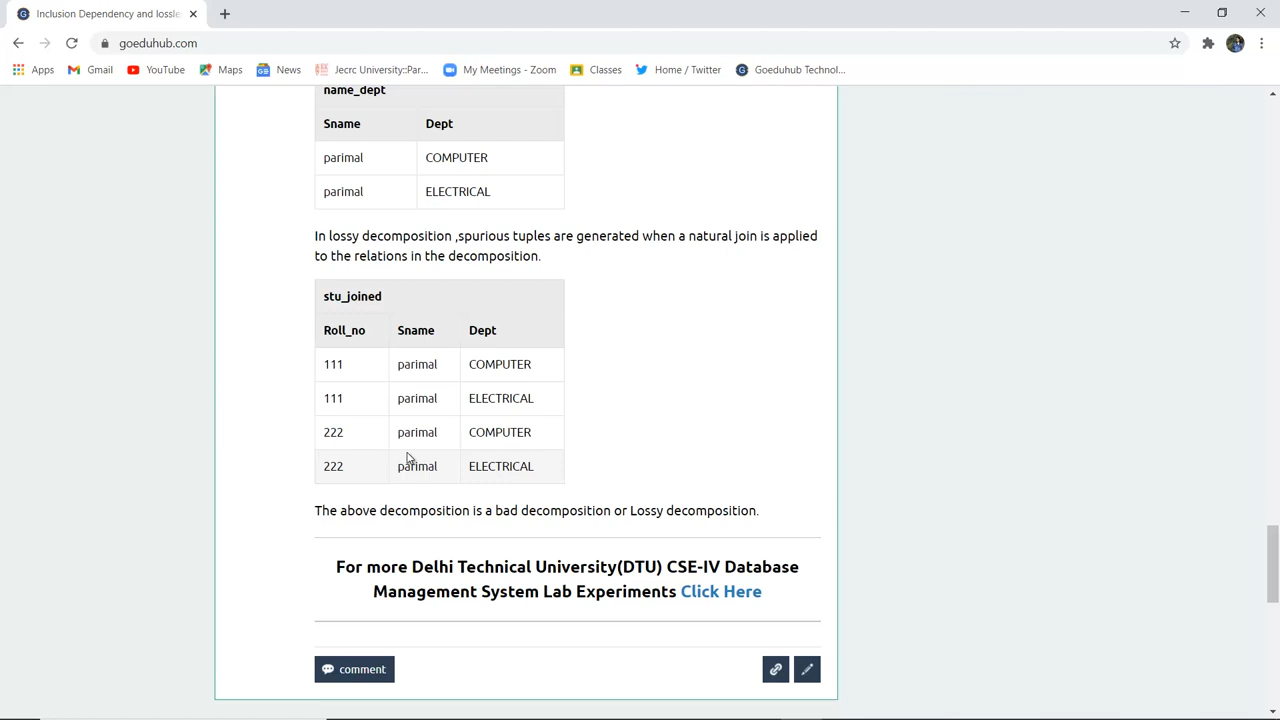 Inclusion Dependency and lossle
goeduhub.com
Apps Gmail YouTube Maps News Jecrc University::Par... My Meetings - Zoom Classes Home / Twitter Goeduhub Technol...
name_dept
Sname Dept
parimal COMPUTER
parimal ELECTRICAL
In lossy decomposition ,spurious tuples are generated when a natural join is applied
to the relations in the decomposition.
stu_joined
Roll_no Sname Dept
111 parimal COMPUTER
111 parimal ELECTRICAL
222 parimal COMPUTER
222 parimal ELECTRICAL
The above decomposition is a bad decomposition or Lossy decomposition.
For more Delhi Technical University(DTU) CSE-IV Database
Management System Lab Experiments Click Here
comment